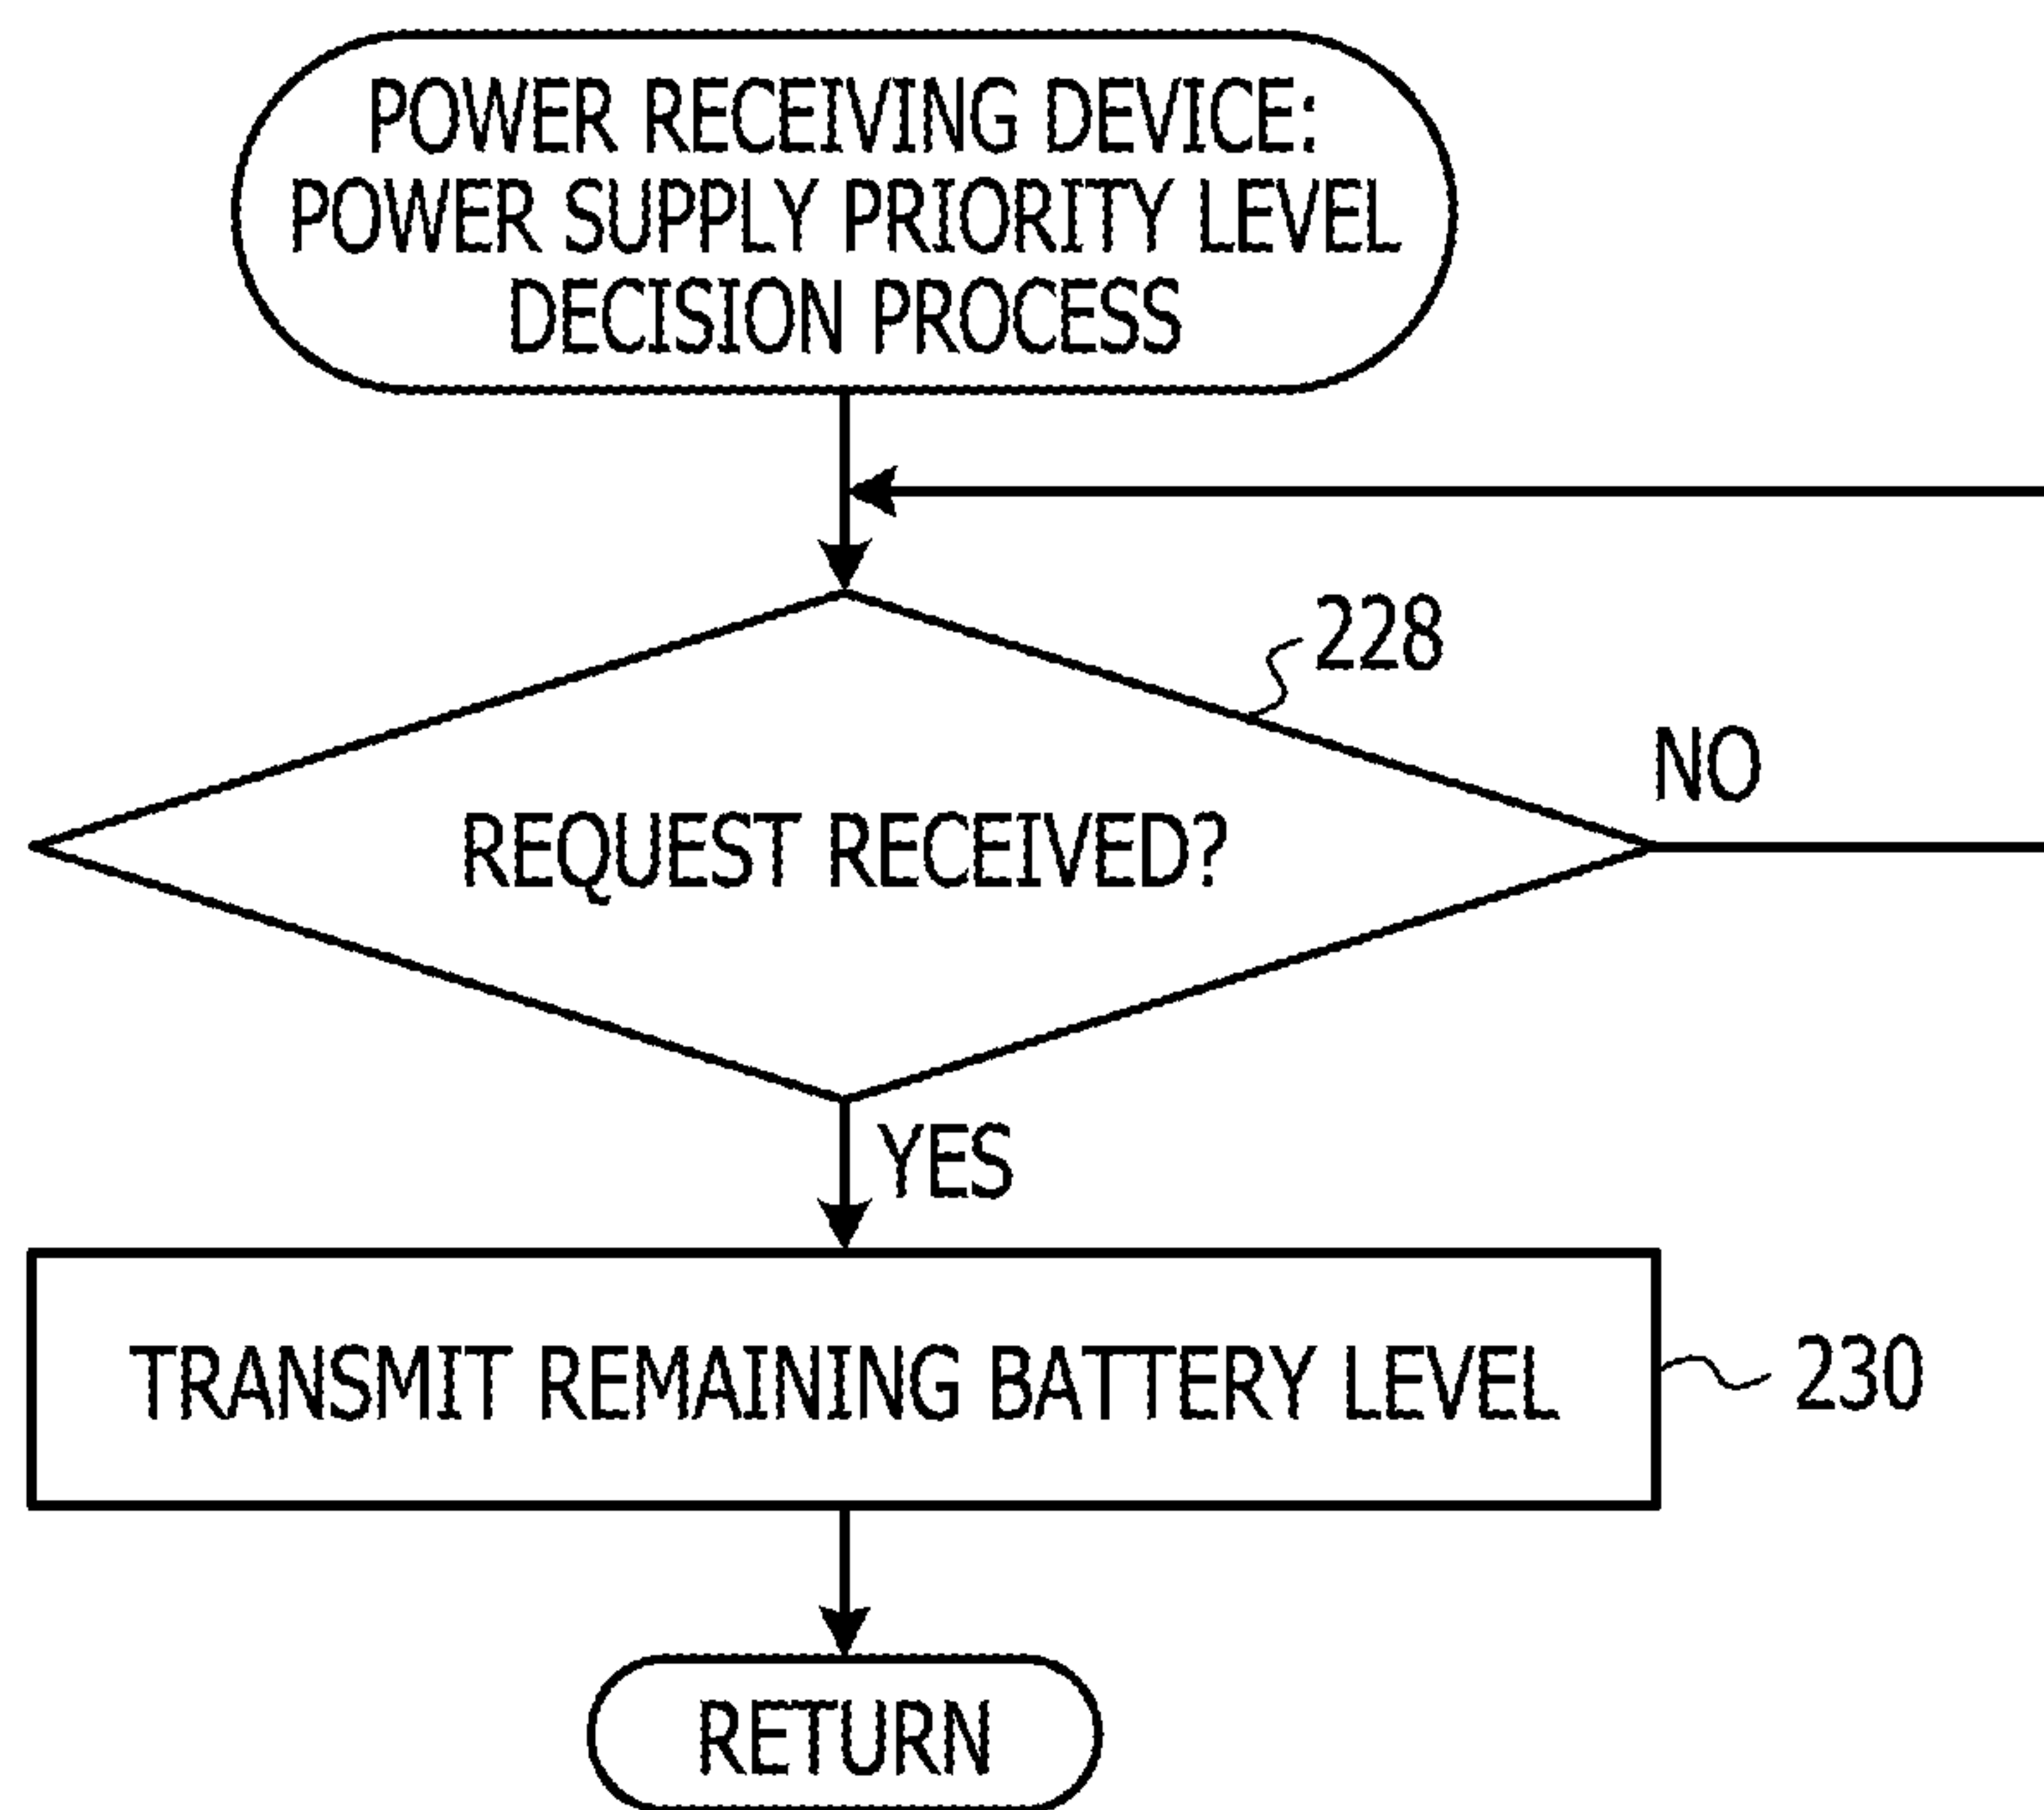 POWER RECEIVING DEVICE:
POWER SUPPLY PRIORITY LEVEL
DECISION PROCESS
228
NO
REQUEST RECEIVED?
YES
TRANSMIT REMAINING BATTERY LEVEL
230
RETURN